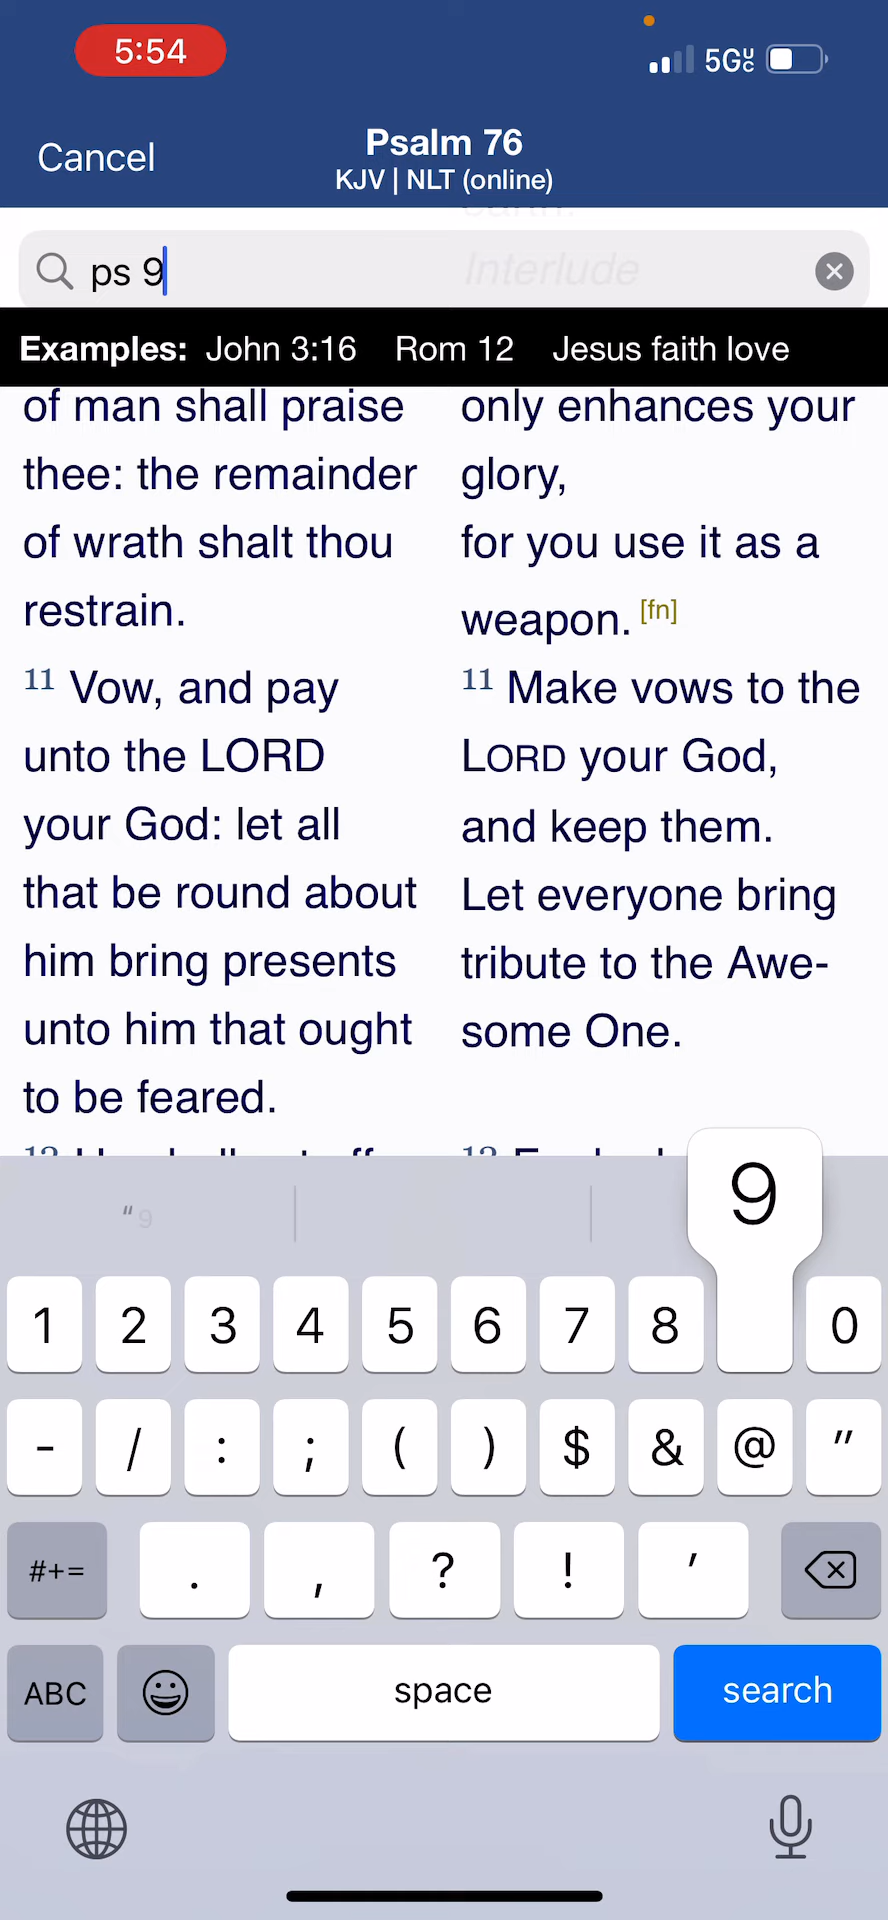 5:54
5G UC
Cancel
Psalm 76
KJV | NLT (online)
Interlude
ps 9
Examples: John 3:16 Rom 12 Jesus faith love
of man shall praise
thee: the remainder
of wrath shalt thou
restrain.
11 Vow, and pay
unto the LORD
your God: let all
that be round about
him bring presents
unto him that ought
to be feared.
only enhances your
glory,
for you use it as a
weapon. [fn]
11 Make vows to the
LORD your God,
and keep them.
Let everyone bring
tribute to the Awe-
some One.
12
12
"9
9
1 2 3 4 5 6 7 8 0
- / : ; ( ) $ & @ "
#+= . , ? ! '
ABC space search